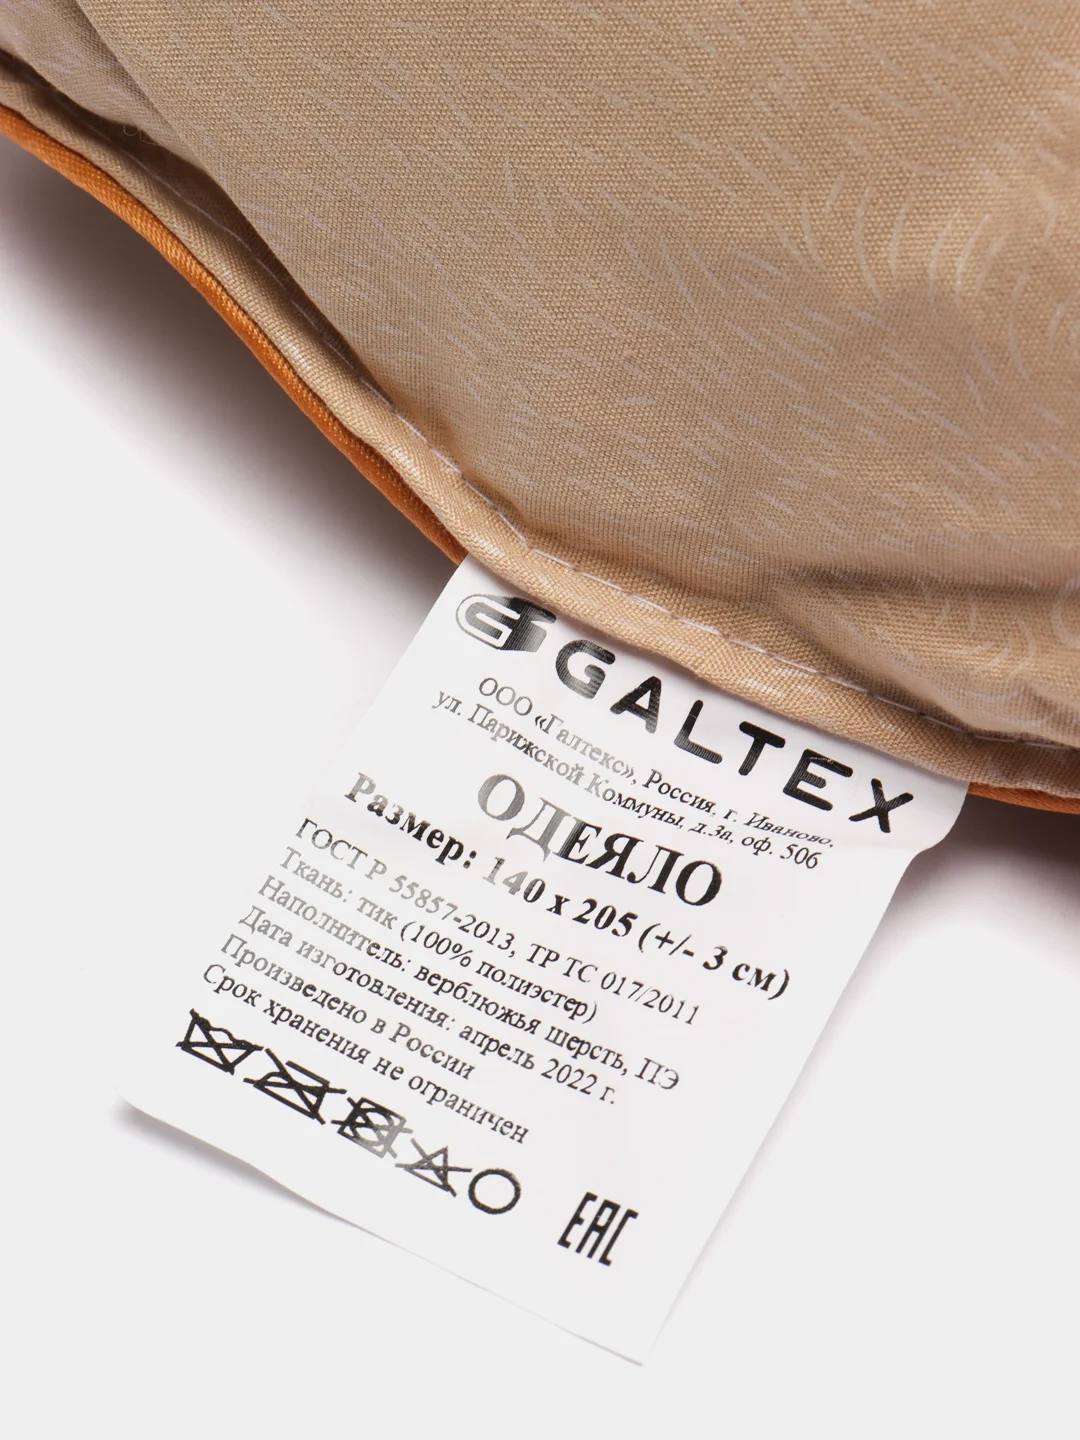 GALTEX
ООО «Галтекс», Россия, г. Иваново,
ул. Парижской Коммуны, д.3а, оф. 506
ОДЕЯЛО
Размер: 140 х 205 (+/- 3 см)
ГОСТ Р 55857-2013, ТР ТС 017/2011
Ткань: тик (100% полиэстер)
Наполнитель: верблюжья шерсть, ПЭ
Дата изготовления: апрель 2022 г.
Произведено в России
Срок хранения не ограничен
EAC